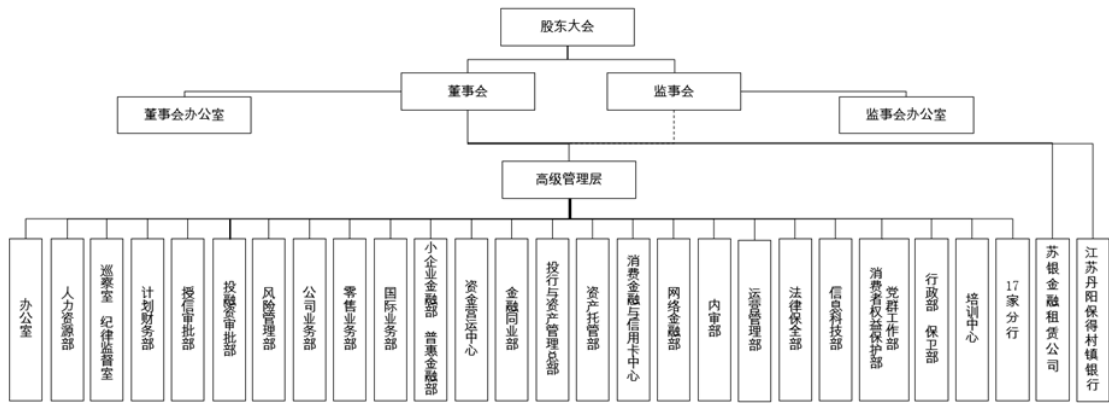 股东大会
董事会
监事会
董事会办公室
监事会办公室
高级管理层
办公室
人力资源部
巡察室 纪律监督室
计划财务部
授信审批部
投融资审批部
风险管理部
公司业务部
零售业务部
国际业务部
小企业金融部 普惠金融部
资金营运中心
金融同业部
投行与资产管理总部
资产托管部
消费金融与信用卡中心
网络金融部
内审部
运营管理部
法律保全部
信息科技部
党群工作部
消费者权益保护部
行政部 保卫部
培训中心
17家分行
苏银金融租赁公司
江苏丹阳保得村镇银行